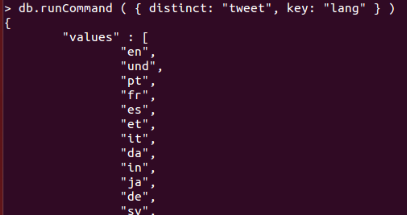 > db.runCommand ( { distinct: "tweet", key: "lang" } )
{
"values" : [
"en",
"und",
"pt",
"fr",
"es",
"et",
"it",
"da",
"in",
"ja",
"de",
"sv",